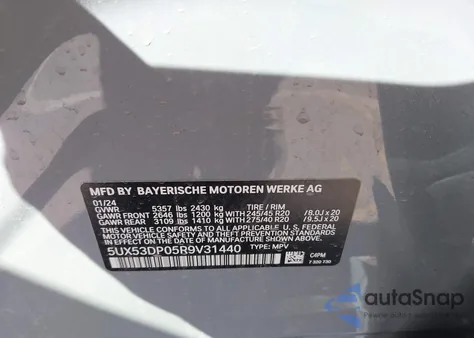 MFD BY BAYERISCHE MOTOREN WERKE AG
01/24
GVWR 5357 lbs 2430 kg TIRE / RIM
GAWR FRONT 2646 lbs 1200 kg WITH 245/45 R20 /8.0J x 20
GAWR REAR 3109 lbs 1410 kg WITH 275/40 R20 /9.5J x 20
THIS VEHICLE CONFORMS TO ALL APPLICABLE U. S. FEDERAL
MOTOR VEHICLE SAFETY AND THEFT PREVENTION STANDARDS
IN EFFECT ON THE DATE OF MANUFACTURE SHOWN ABOVE.
5UX53DP05R9V31440 TYPE: MPV
C4PM
autoSnap